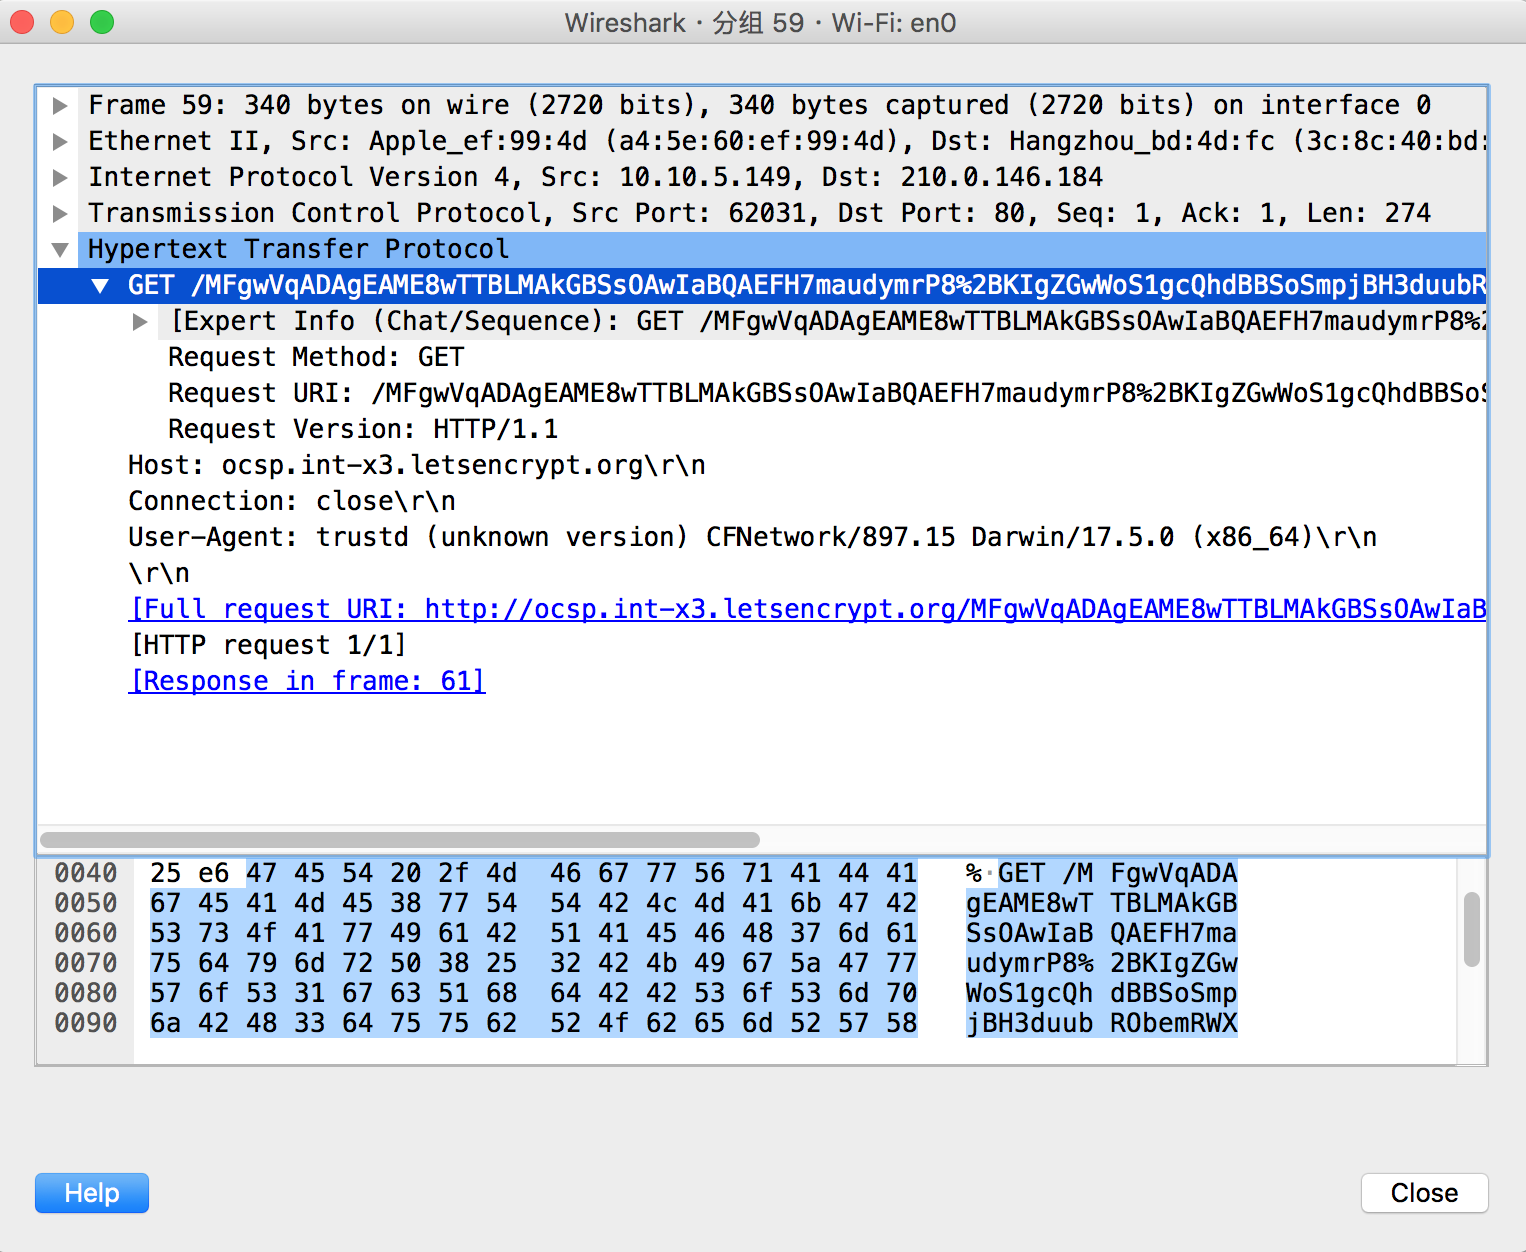 Wireshark · 分组 59 · Wi-Fi: en0
Frame 59: 340 bytes on wire (2720 bits), 340 bytes captured (2720 bits) on interface 0
Ethernet II, Src: Apple_ef:99:4d (a4:5e:60:ef:99:4d), Dst: Hangzhou_bd:4d:fc (3c:8c:40:bd:
Internet Protocol Version 4, Src: 10.10.5.149, Dst: 210.0.146.184
Transmission Control Protocol, Src Port: 62031, Dst Port: 80, Seq: 1, Ack: 1, Len: 274
Hypertext Transfer Protocol
GET /MFgwVqADAgEAME8wTTBLMAkGBSsOAwIaBQAEFH7maudymrP8%2BKIgZGwWoS1gcQhdBBSoSmpjBH3duubR
[Expert Info (Chat/Sequence): GET /MFgwVqADAgEAME8wTTBLMAkGBSsOAwIaBQAEFH7maudymrP8%2
Request Method: GET
Request URI: /MFgwVqADAgEAME8wTTBLMAkGBSsOAwIaBQAEFH7maudymrP8%2BKIgZGwWoS1gcQhdBBSoS
Request Version: HTTP/1.1
Host: ocsp.int-x3.letsencrypt.org\r\n
Connection: close\r\n
User-Agent: trustd (unknown version) CFNetwork/897.15 Darwin/17.5.0 (x86_64)\r\n
\r\n
[Full request URI: http://ocsp.int-x3.letsencrypt.org/MFgwVqADAgEAME8wTTBLMAkGBSsOAwIaB
[HTTP request 1/1]
[Response in frame: 61]
0040 25 e6 47 45 54 20 2f 4d 46 67 77 56 71 41 44 41 %·GET /M FgwVqADA
0050 67 45 41 4d 45 38 77 54 54 42 4c 4d 41 6b 47 42 gEAME8wT TBLMAkGB
0060 53 73 4f 41 77 49 61 42 51 41 45 46 48 37 6d 61 SsOAwIaB QAEFH7ma
0070 75 64 79 6d 72 50 38 25 32 42 4b 49 67 5a 47 77 udymrP8% 2BKIgZGw
0080 57 6f 53 31 67 63 51 68 64 42 42 53 6f 53 6d 70 WoS1gcQh dBBSoSmp
0090 6a 42 48 33 64 75 75 62 52 4f 62 65 6d 52 57 58 jBH3duub RObemRWX
Help
Close